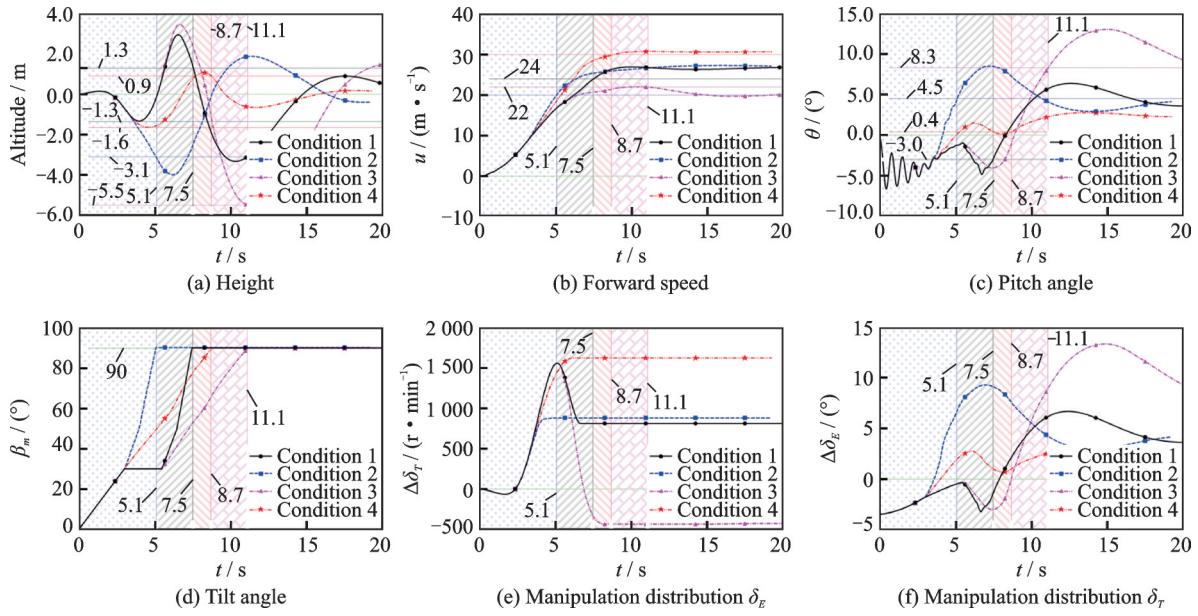 Altitude / m
4.0
2.0
0.0
−2.0
−4.0
−6.0
1.3
0.9
−1.3
−1.6
−3.1
−5.5
5.1
7.5
8.7
11.1
Condition 1
Condition 2
Condition 3
Condition 4
0
5
10
15
20
t / s
(a) Height
u / (m • s⁻¹)
40
30
20
10
0
−10
24
22
5.1
7.5
8.7
11.1
Condition 1
Condition 2
Condition 3
Condition 4
0
5
10
15
20
t / s
(b) Forward speed
θ / (°)
15.0
10.0
5.0
0.0
−5.0
−10.0
8.3
4.5
0.4
−3.0
5.1
7.5
8.7
11.1
Condition 1
Condition 2
Condition 3
Condition 4
0
5
10
15
20
t / s
(c) Pitch angle
βm / (°)
100
80
60
40
20
0
90
5.1
7.5
8.7
11.1
Condition 1
Condition 2
Condition 3
Condition 4
0
5
10
15
20
t / s
(d) Tilt angle
ΔδT / (r • min⁻¹)
2 000
1 500
1 000
500
0
−500
5.1
7.5
8.7
11.1
Condition 1
Condition 2
Condition 3
Condition 4
0
5
10
15
20
t / s
(e) Manipulation distribution δE
ΔδE / (°)
15
10
5
0
−5
5.1
7.5
8.7
11.1
Condition 1
Condition 2
Condition 3
Condition 4
0
5
10
15
20
t / s
(f) Manipulation distribution δT